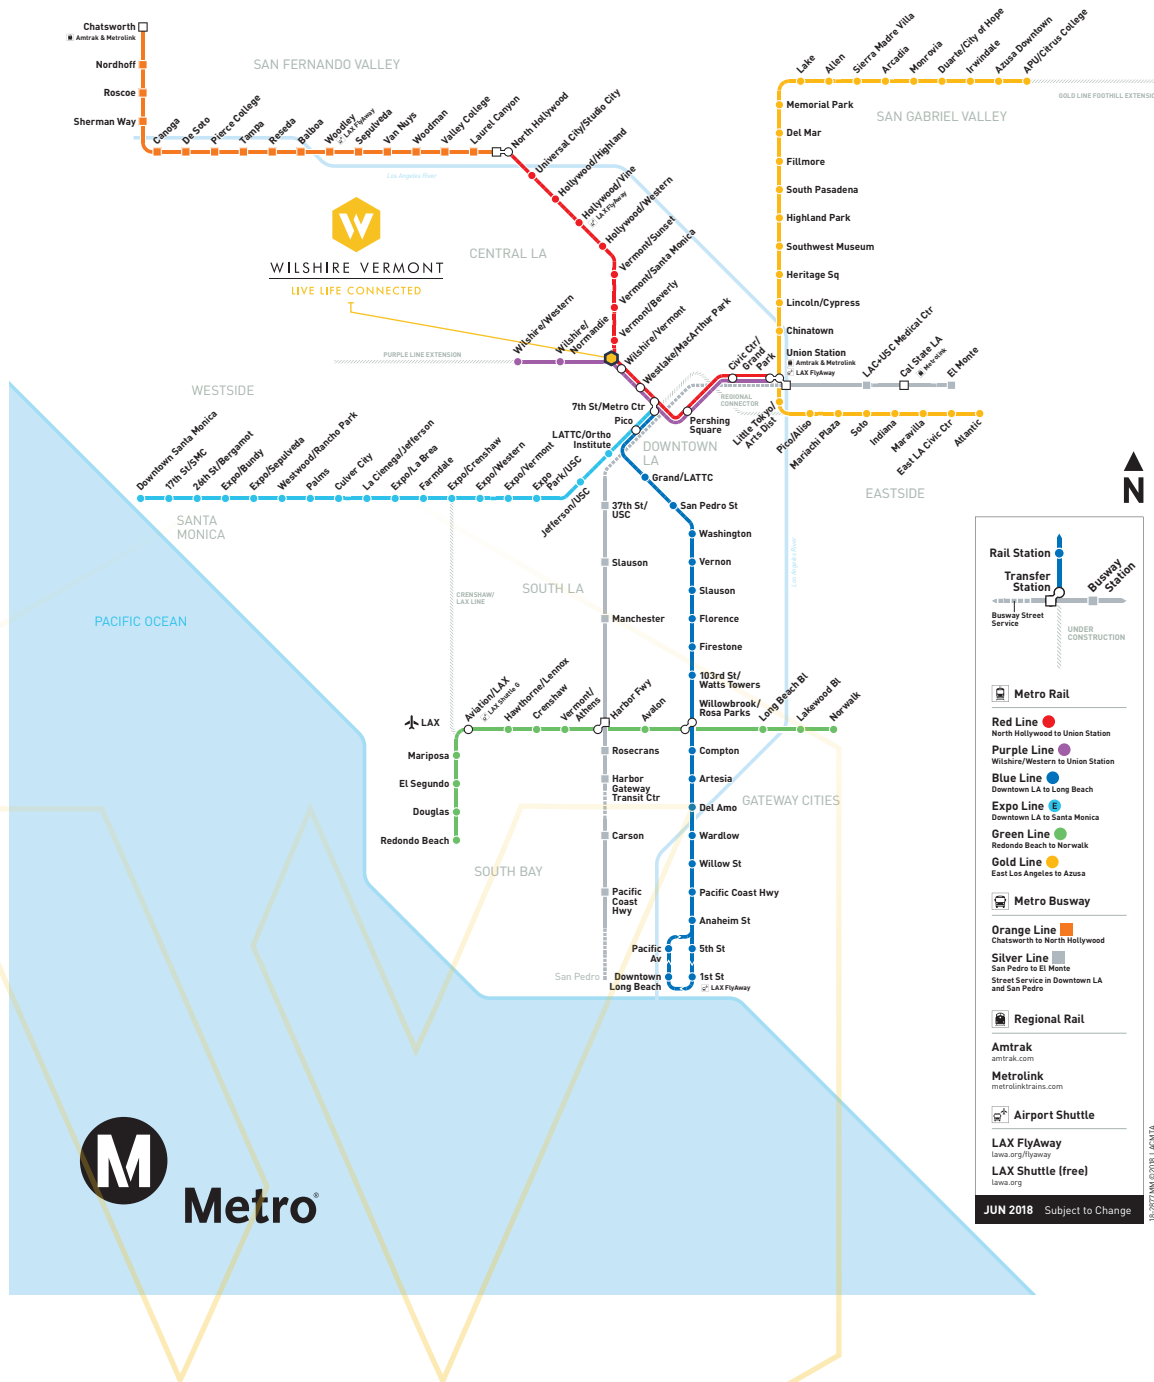 Chatsworth
Amtrak & Metrolink
Nordhoff
Roscoe
Sherman Way
Canoga
De Soto
Pierce College
Tampa
Reseda
Balboa
Woodley
LAX FlyAway
Sepulveda
Van Nuys
Woodman
Valley College
Laurel Canyon
North Hollywood
Universal City/Studio City
Hollywood/Highland
Hollywood/Vine
LAX FlyAway
Hollywood/Western
Vermont/Sunset
Vermont/Santa Monica
Vermont/Beverly
Wilshire/Vermont
Westlake/MacArthur Park
SAN FERNANDO VALLEY
Los Angeles River
CENTRAL LA
W
WILSHIRE VERMONT
LIVE LIFE CONNECTED
Wilshire/Western
Wilshire/
Normandie
PURPLE LINE EXTENSION
Lake
Allen
Sierra Madre Villa
Arcadia
Monrovia
Duarte/City of Hope
Irwindale
Azusa Downtown
APU/Citrus College
GOLD LINE FOOTHILL EXTENSIO
SAN GABRIEL VALLEY
Memorial Park
Del Mar
Fillmore
South Pasadena
Highland Park
Southwest Museum
Heritage Sq
Lincoln/Cypress
Chinatown
Union Station
Amtrak & Metrolink
LAX FlyAway
Civic Ctr/
Grand
Park
LAC+USC Medical Ctr
Cal State LA
Metrolink
El Monte
REGIONAL
CONNECTOR
Little Tokyo/
Arts Dist
Pico/Aliso
Mariachi Plaza
Soto
Indiana
Maravilla
East LA Civic Ctr
Atlantic
EASTSIDE
WESTSIDE
7th St/Metro Ctr
Pico
Pershing
Square
LATTC/Ortho
Institute
DOWNTOWN
LA
Downtown Santa Monica
17th St/SMC
26th St/Bergamot
Expo/Bundy
Expo/Sepulveda
Westwood/Rancho Park
Palms
Culver City
La Cienega/Jefferson
Expo/La Brea
Farmdale
Expo/Crenshaw
Expo/Western
Expo/Vermont
Expo
Park/USC
Jefferson/USC
SANTA
MONICA
PACIFIC OCEAN
Grand/LATTC
San Pedro St
Washington
Vernon
Slauson
Florence
Firestone
103rd St/
Watts Towers
Willowbrook/
Rosa Parks
Compton
Artesia
Del Amo
Wardlow
Willow St
Pacific Coast Hwy
Anaheim St
5th St
1st St
LAX FlyAway
Pacific
Av
Downtown
Long Beach
Los Angeles River
37th St/
USC
Slauson
Manchester
Harbor Fwy
Rosecrans
Harbor
Gateway
Transit Ctr
Carson
Pacific
Coast
Hwy
San Pedro
SOUTH LA
CRENSHAW/
LAX LINE
LAX
Aviation/LAX
LAX Shuttle G
Hawthorne/Lennox
Crenshaw
Vermont/
Athens
Avalon
Long Beach Bl
Lakewood Bl
Norwalk
Mariposa
El Segundo
Douglas
Redondo Beach
GATEWAY CITIES
SOUTH BAY
M
Metro®
N
Rail Station
Transfer
Station
Busway
Station
Busway Street
Service
UNDER
CONSTRUCTION
Metro Rail
Red Line
North Hollywood to Union Station
Purple Line
Wilshire/Western to Union Station
Blue Line
Downtown LA to Long Beach
Expo Line E
Downtown LA to Santa Monica
Green Line
Redondo Beach to Norwalk
Gold Line
East Los Angeles to Azusa
Metro Busway
Orange Line
Chatsworth to North Hollywood
Silver Line
San Pedro to El Monte
Street Service in Downtown LA
and San Pedro
Regional Rail
Amtrak
amtrak.com
Metrolink
metrolinktrains.com
Airport Shuttle
LAX FlyAway
lawa.org/flyaway
LAX Shuttle (free)
lawa.org
JUN 2018 Subject to Change
18-2877MM ©2018 LACMTA